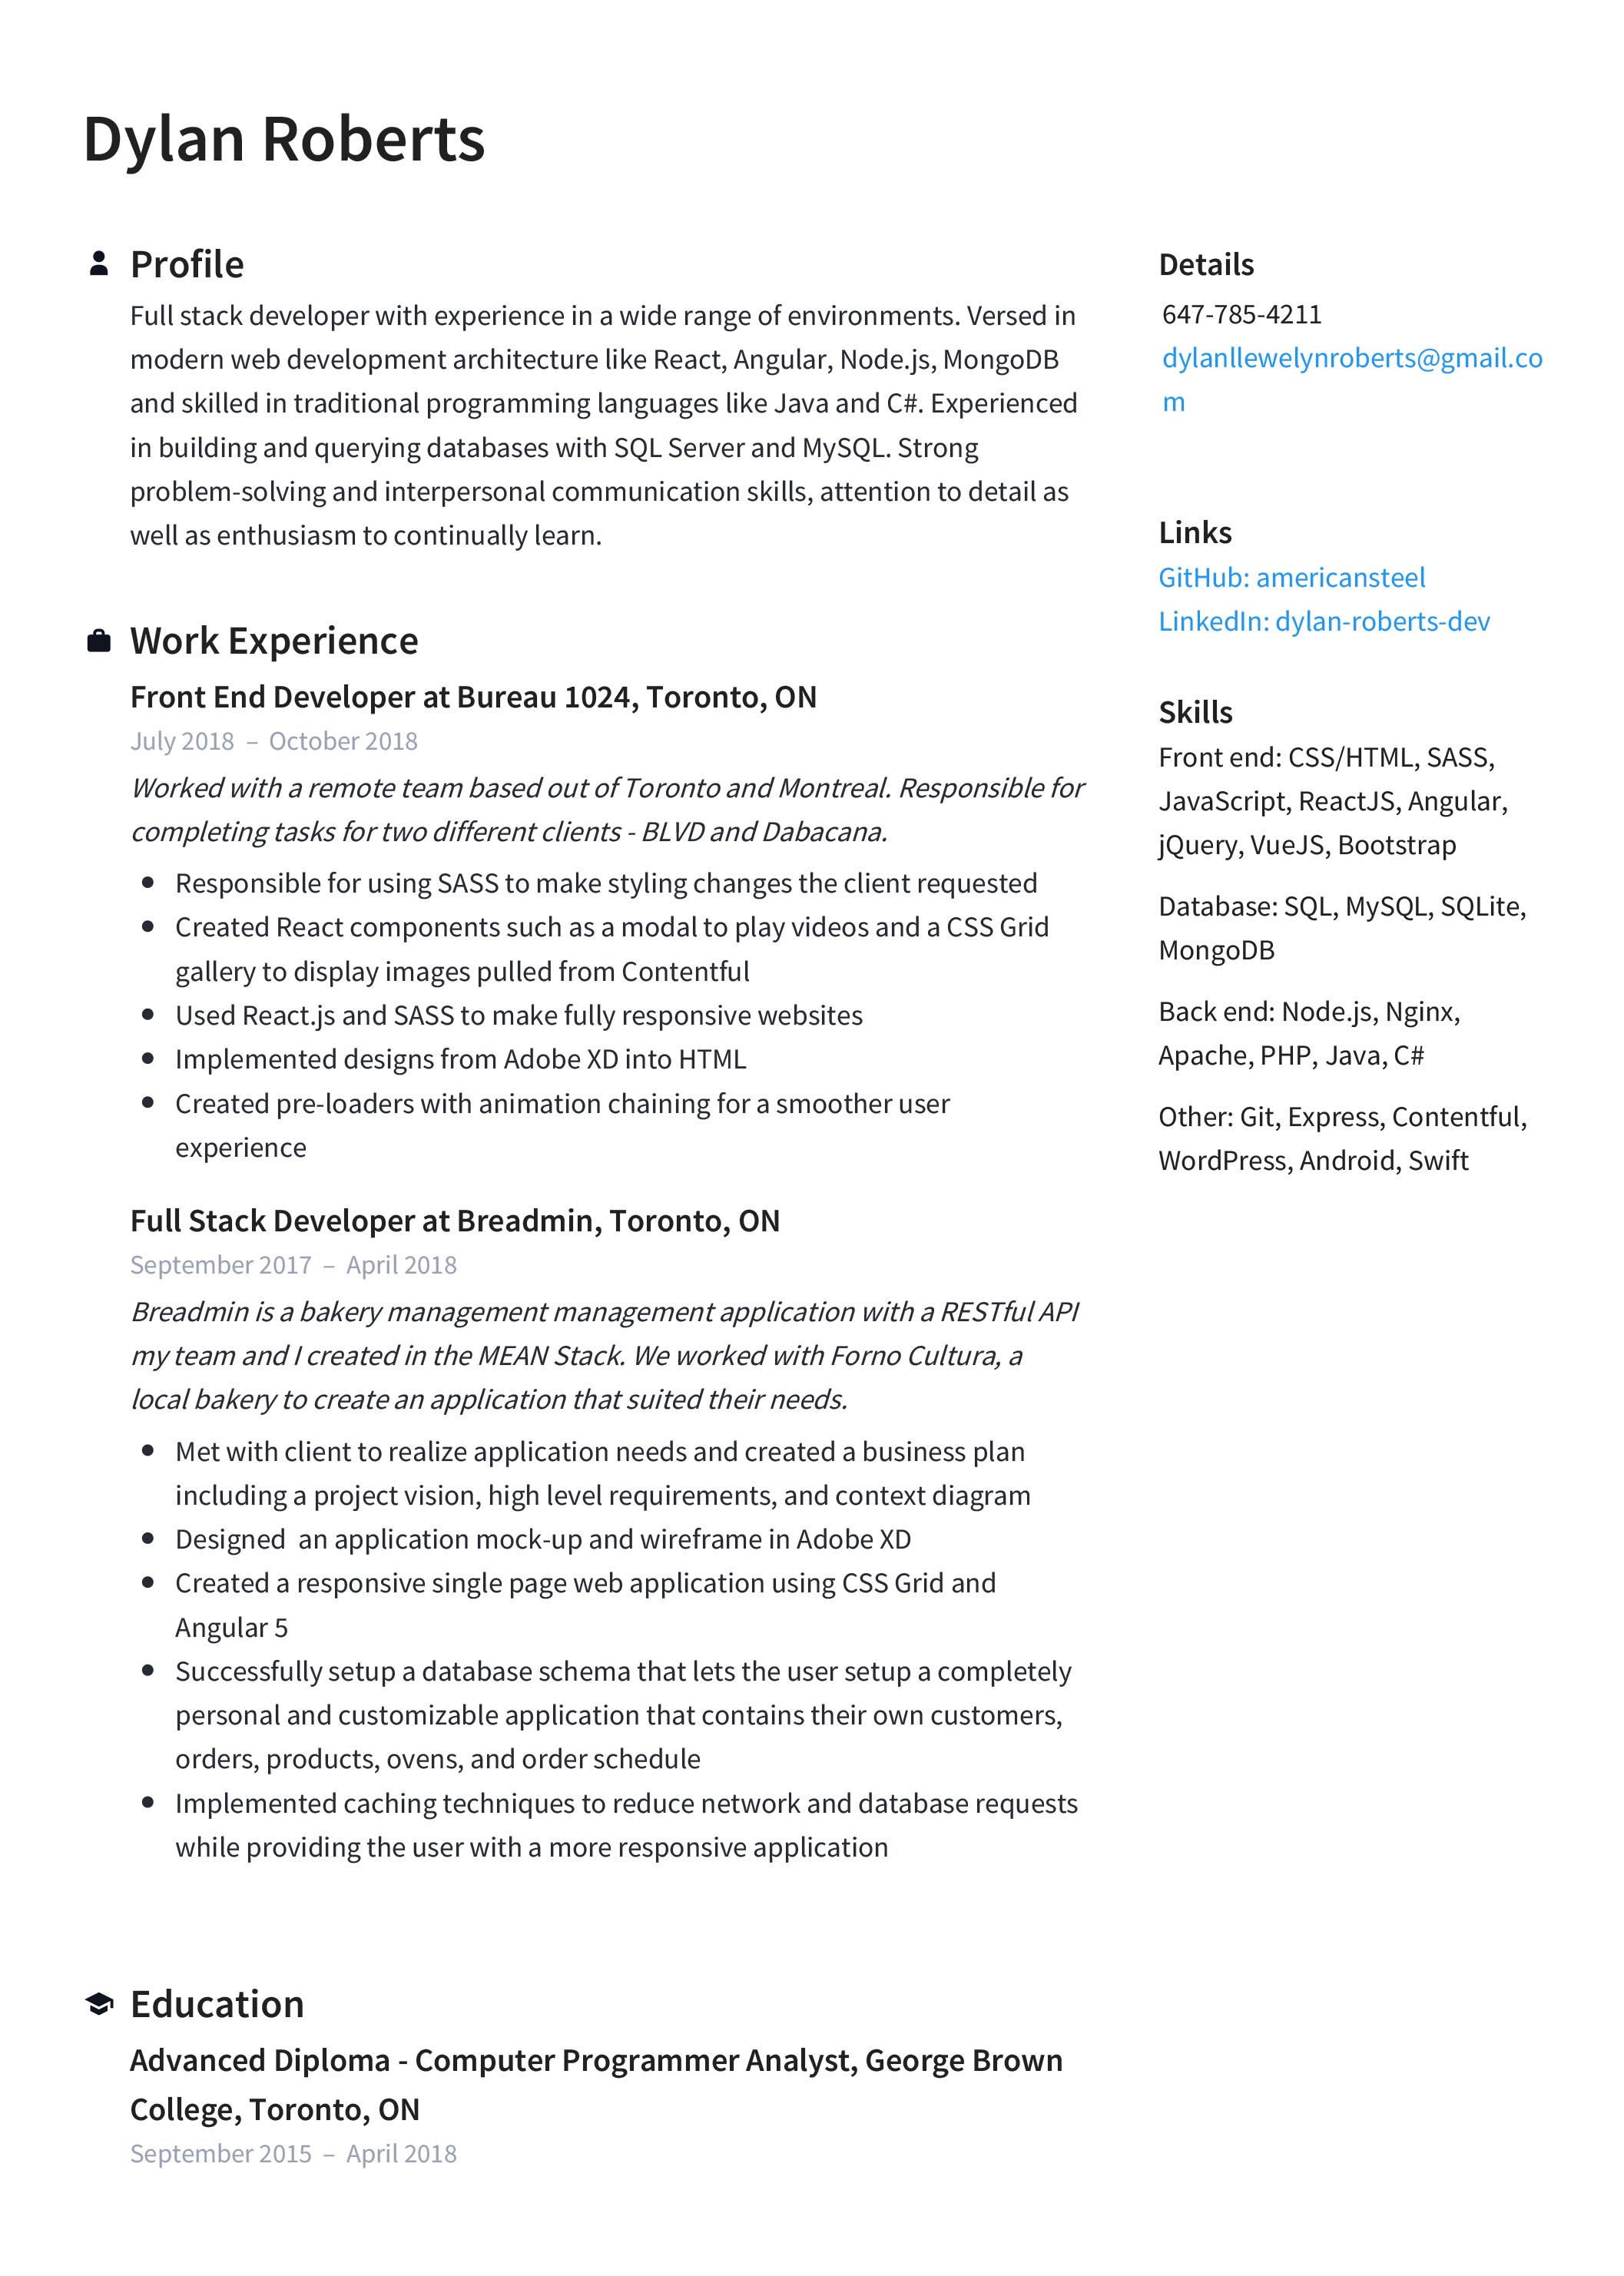 Dylan Roberts
Profile
Full stack developer with experience in a wide range of environments. Versed in
modern web development architecture like React, Angular, Node.js, MongoDB
and skilled in traditional programming languages like Java and C#. Experienced
in building and querying databases with SQL Server and MySQL. Strong
problem-solving and interpersonal communication skills, attention to detail as
well as enthusiasm to continually learn.
Work Experience
Front End Developer at Bureau 1024, Toronto, ON
July 2018 – October 2018
Worked with a remote team based out of Toronto and Montreal. Responsible for
completing tasks for two different clients - BLVD and Dabacana.
• Responsible for using SASS to make styling changes the client requested
• Created React components such as a modal to play videos and a CSS Grid
gallery to display images pulled from Contentful
• Used React.js and SASS to make fully responsive websites
• Implemented designs from Adobe XD into HTML
• Created pre-loaders with animation chaining for a smoother user
experience
Full Stack Developer at Breadmin, Toronto, ON
September 2017 – April 2018
Breadmin is a bakery management management application with a RESTful API
my team and I created in the MEAN Stack. We worked with Forno Cultura, a
local bakery to create an application that suited their needs.
• Met with client to realize application needs and created a business plan
including a project vision, high level requirements, and context diagram
• Designed  an application mock-up and wireframe in Adobe XD
• Created a responsive single page web application using CSS Grid and
Angular 5
• Successfully setup a database schema that lets the user setup a completely
personal and customizable application that contains their own customers,
orders, products, ovens, and order schedule
• Implemented caching techniques to reduce network and database requests
while providing the user with a more responsive application
Education
Advanced Diploma - Computer Programmer Analyst, George Brown
College, Toronto, ON
September 2015 – April 2018
Details
647-785-4211
dylanllewelynroberts@gmail.co
m
Links
GitHub: americansteel
LinkedIn: dylan-roberts-dev
Skills
Front end: CSS/HTML, SASS,
JavaScript, ReactJS, Angular,
jQuery, VueJS, Bootstrap
Database: SQL, MySQL, SQLite,
MongoDB
Back end: Node.js, Nginx,
Apache, PHP, Java, C#
Other: Git, Express, Contentful,
WordPress, Android, Swift